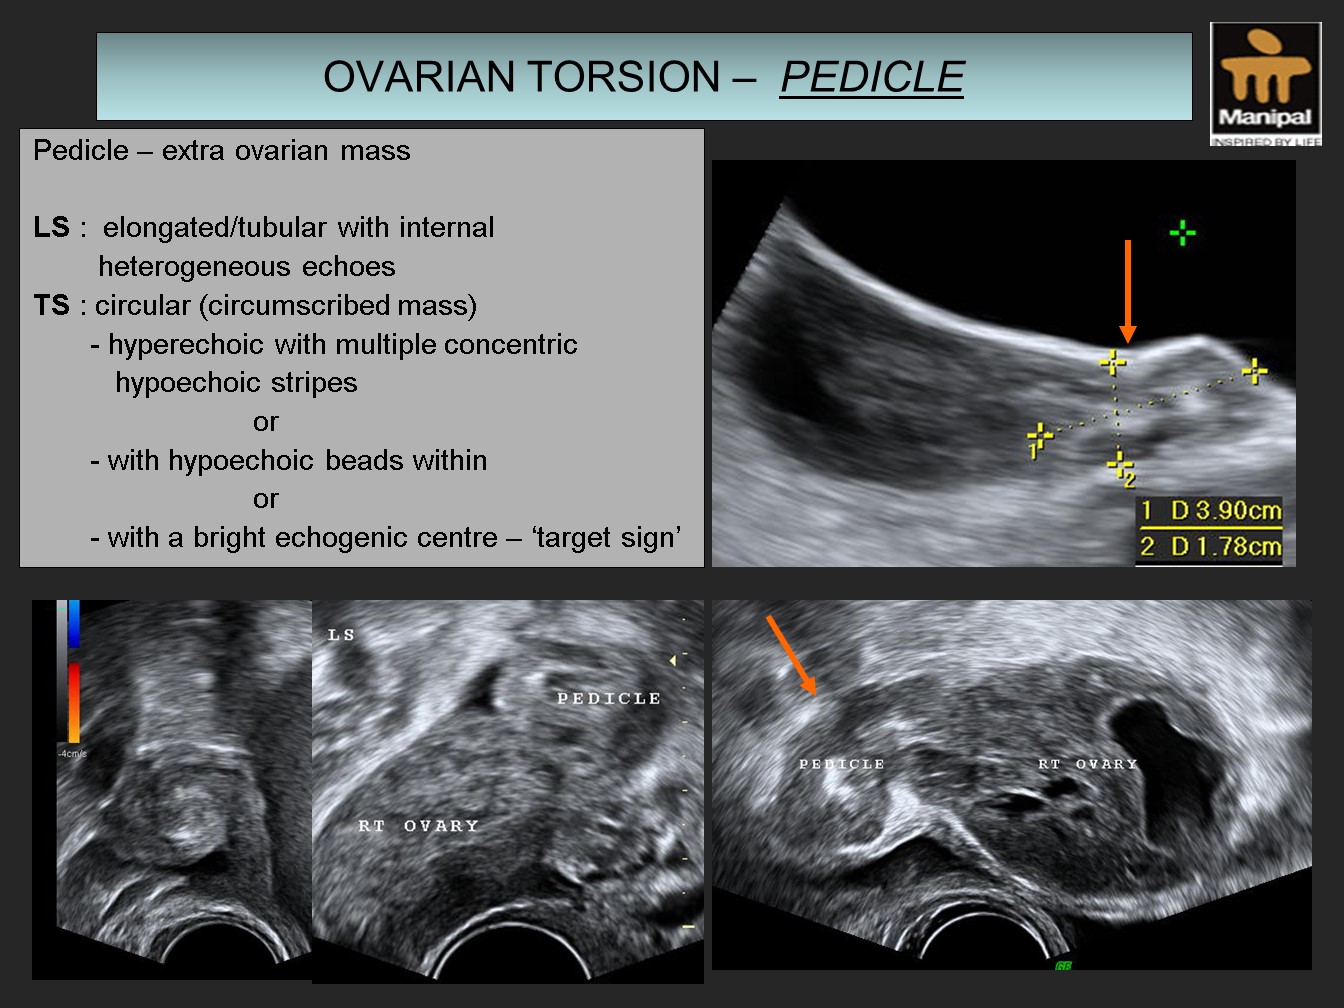 OVARIAN TORSION – PEDICLE
Manipal
INSPIRED BY LIFE
Pedicle – extra ovarian mass
LS : elongated/tubular with internal
heterogeneous echoes
TS : circular (circumscribed mass)
- hyperechoic with multiple concentric
hypoechoic stripes
or
- with hypoechoic beads within
or
- with a bright echogenic centre – ‘target sign’
1
2
1 D 3.90cm
2 D 1.78cm
-4cm/s
LS
PEDICLE
RT OVARY
PEDICLE
RT OVARY
GE